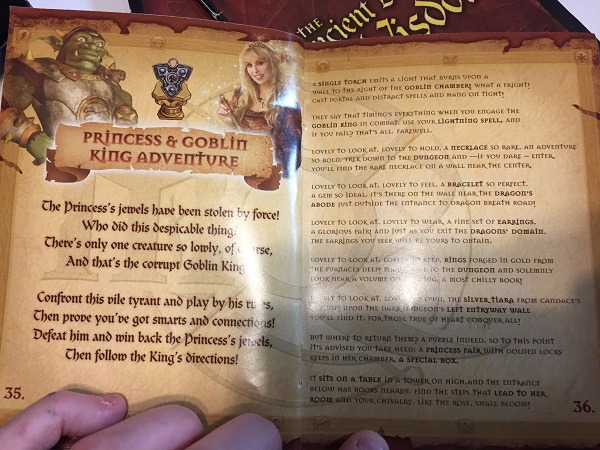 THE
Ancient
PRINCESS & GOBLIN
KING ADVENTURE
The Princess's jewels have been stolen by force!
Who did this despicable thing?
There's only one creature so lowly, of course,
And that's the corrupt Goblin King
Confront this vile tyrant and play by his rules,
Then prove you've got smarts and connections!
Defeat him and win back the Princess's jewels,
Then follow the King's directions!
35.
A SINGLE TORCH EMITS A LIGHT THAT BURNS UPON A
WALL TO THE RIGHT OF THE GOBLIN CHAMBER! WHAT A FRIGHT!
CAST PORTAL AND DISTRACT SPELLS AND HANG ON TIGHT!
THEY SAY THAT TIMING'S EVERYTHING WHEN YOU ENGAGE THE
GOBLIN KING IN COMBAT. USE YOUR LIGHTNING SPELL, AND
IF YOU FAIL? THAT'S ALL. FAREWELL.
LOVELY TO LOOK AT, LOVELY TO HOLD, A NECKLACE SO RARE, AN ADVENTURE
SO BOLD. TREK DOWN TO THE DUNGEON AND —IF YOU DARE— ENTER,
YOU'LL FIND THE RARE NECKLACE ON A WALL NEAR THE CENTER.
LOVELY TO LOOK AT, LOVELY TO FEEL, A BRACELET SO PERFECT,
A GEM SO IDEAL. IT'S THERE ON THE WALL NEAR THE DRAGON'S
ABODE JUST OUTSIDE THE ENTRANCE TO DRAGON BREATH ROAD!
LOVELY TO LOOK AT, LOVELY TO WEAR, A FINE SET OF EARRINGS,
A GLORIOUS FAIR! AND JUST AS YOU EXIT THE DRAGONS' DOMAIN,
THE EARRINGS YOU SEEK WILL BE YOURS TO OBTAIN.
LOVELY TO LOOK AT, LOVELY TO KEEP, RINGS FORGED IN GOLD FROM
THE FURNACES DEEP! TO THE DUNGEON AND SOLEMNLY
LOOK NEAR A VOLUME ON A MOST CHILLY BOOK!
LOVELY TO LOOK AT, LOVELY TO OWN, THE SILVER TIARA FROM CANDACE'S
UPON THE DARK DUNGEON'S LEFT ENTRYWAY WALL
YOU'LL FIND IT, FOR THOSE TRUE OF HEART CONQUER ALL!
BUT WHERE TO RETURN THEM? A PUZZLE INDEED, SO TO THIS POINT
IT'S ADVISED YOU TAKE HEED: A PRINCESS FAIR WITH GOLDEN LOCKS
KEEPS IN HER CHAMBER, A SPECIAL BOX.
IT SITS ON A TABLE IN A TOWER ON HIGH,AND THE ENTRANCE
BELOW HAS BOOKS NEARBY. FIND THE STEPS THAT LEAD TO HER
ROOM AND YOUR CHIVALRY, LIKE THE ROSE, SHALL BLOOM!
36.